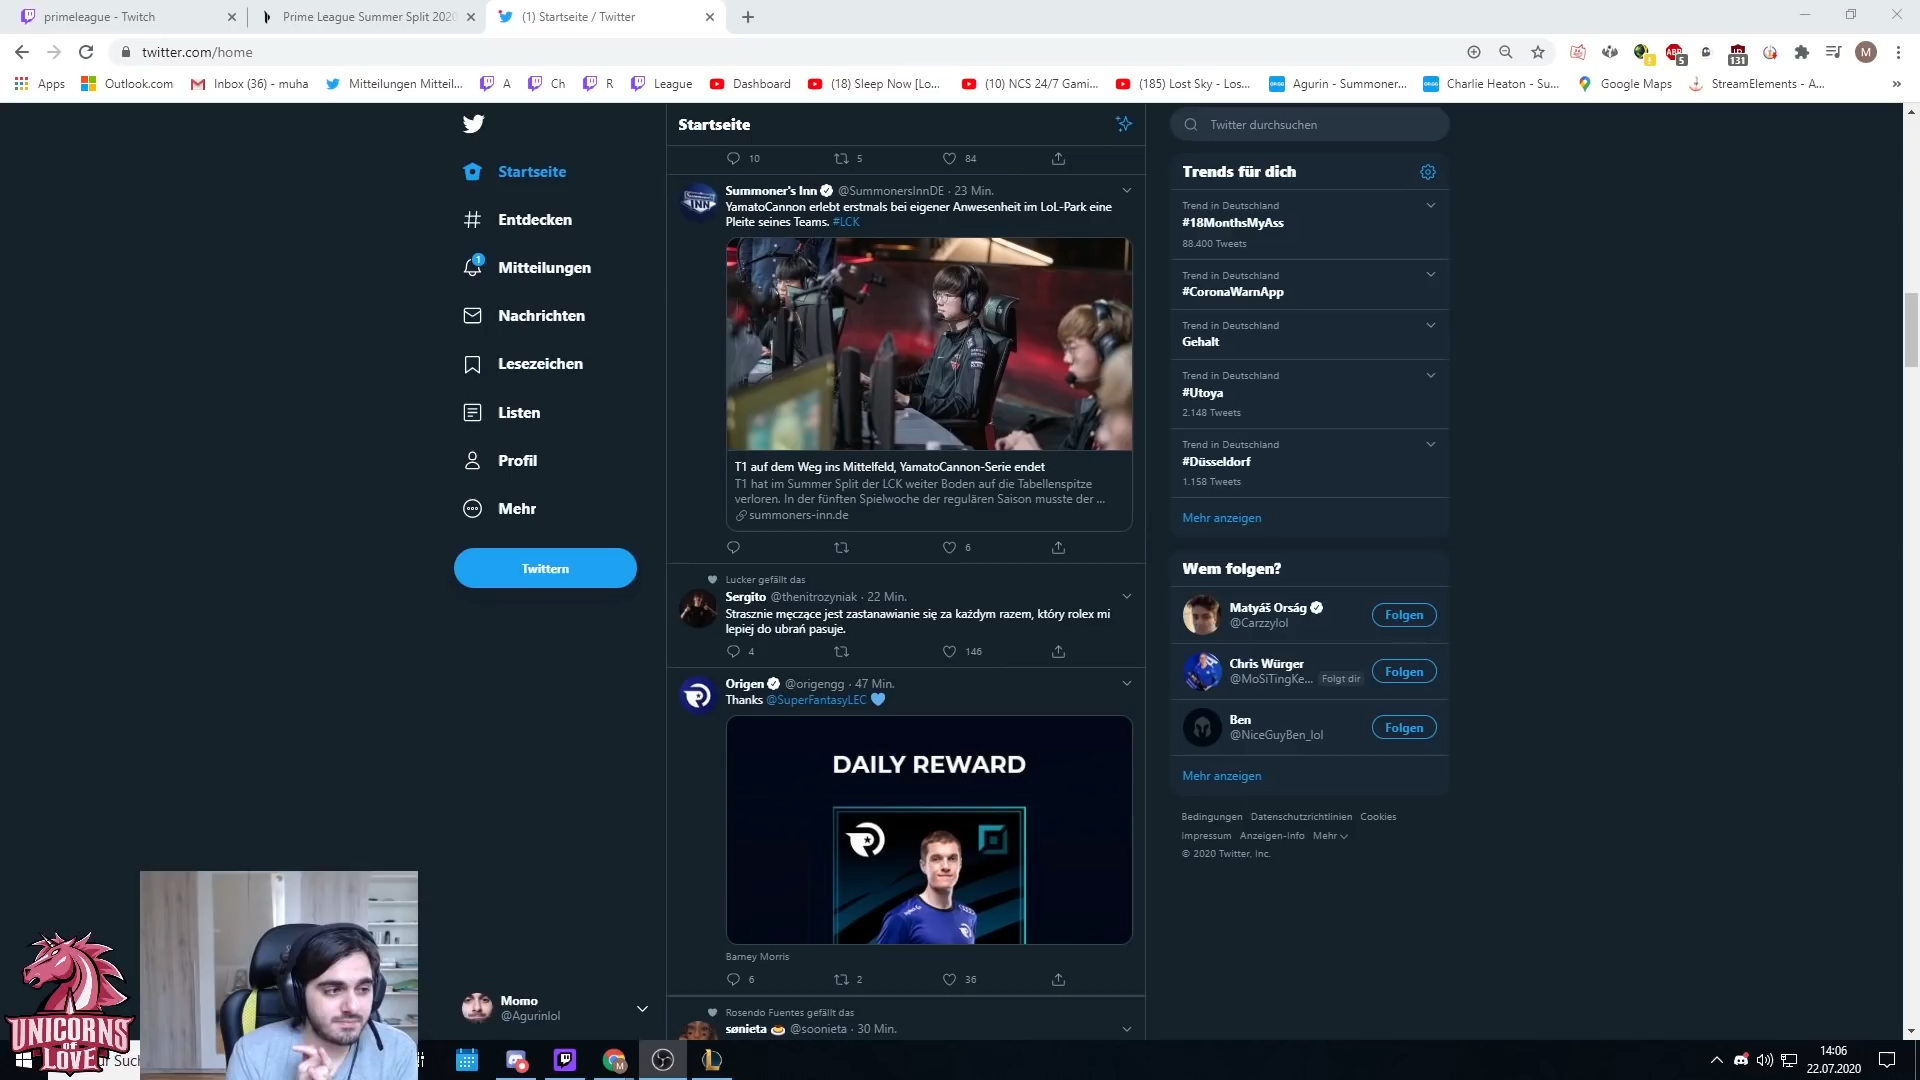 primeleague - Twitch
Prime League Summer Split 2020
(1) Startseite / Twitter
twitter.com/home
5
131
M
Apps
Outlook.com
Inbox (36) - muha
Mitteilungen Mitteil...
A
Ch
R
League
Dashboard
(18) Sleep Now [Lo...
(10) NCS 24/7 Gami...
(185) Lost Sky - Los...
Agurin - Summoner...
Charlie Heaton - Su...
Google Maps
StreamElements - A...
Startseite
Entdecken
1
Mitteilungen
Nachrichten
Lesezeichen
Listen
Profil
Mehr
Twittern
Momo
@Agurinlol
Startseite
10 5 84
Summoner's Inn @SummonersInnDE · 23 Min.
YamatoCannon erlebt erstmals bei eigener Anwesenheit im LoL-Park eine
Pleite seines Teams. #LCK
T1 auf dem Weg ins Mittelfeld, YamatoCannon-Serie endet
T1 hat im Summer Split der LCK weiter Boden auf die Tabellenspitze
verloren. In der fünften Spielwoche der regulären Saison musste der ...
summoners-inn.de
6
Lucker gefällt das
Sergito @thenitrozyniak · 22 Min.
Strasznie męczące jest zastanawianie się za każdym razem, który rolex mi
lepiej do ubrań pasuje.
4 146
Origen @origengg · 47 Min.
Thanks @SuperFantasyLEC
DAILY REWARD
Barney Morris
6 2 36
Rosendo Fuentes gefällt das
sønieta @soonieta · 30 Min.
Twitter durchsuchen
Trends für dich
Trend in Deutschland
#18MonthsMyAss
88.400 Tweets
Trend in Deutschland
#CoronaWarnApp
Trend in Deutschland
Gehalt
Trend in Deutschland
#Utoya
2.148 Tweets
Trend in Deutschland
#Düsseldorf
1.158 Tweets
Mehr anzeigen
Wem folgen?
Matyáš Orság
@Carzzylol
Folgen
Chris Würger
@MoSiTingKe... Folgt dir
Folgen
Ben
@NiceGuyBen_lol
Folgen
Mehr anzeigen
Bedingungen Datenschutzrichtlinien Cookies
Impressum Anzeigen-Info Mehr
© 2020 Twitter, Inc.
UNICORNS
OF
LOVE
14:06
22.07.2020